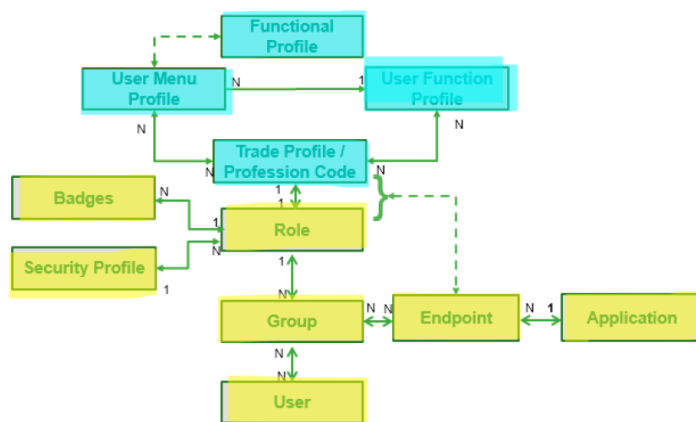 Functional
Profile
User Menu
Profile
N
1
User Function
Profile
N
N
Trade Profile /
Profession Code
N
N
Badges
N
1
1
}
1
Role
Security Profile
N
1
1
N
Group
N
N
Endpoint
N
1
Application
N
N
User